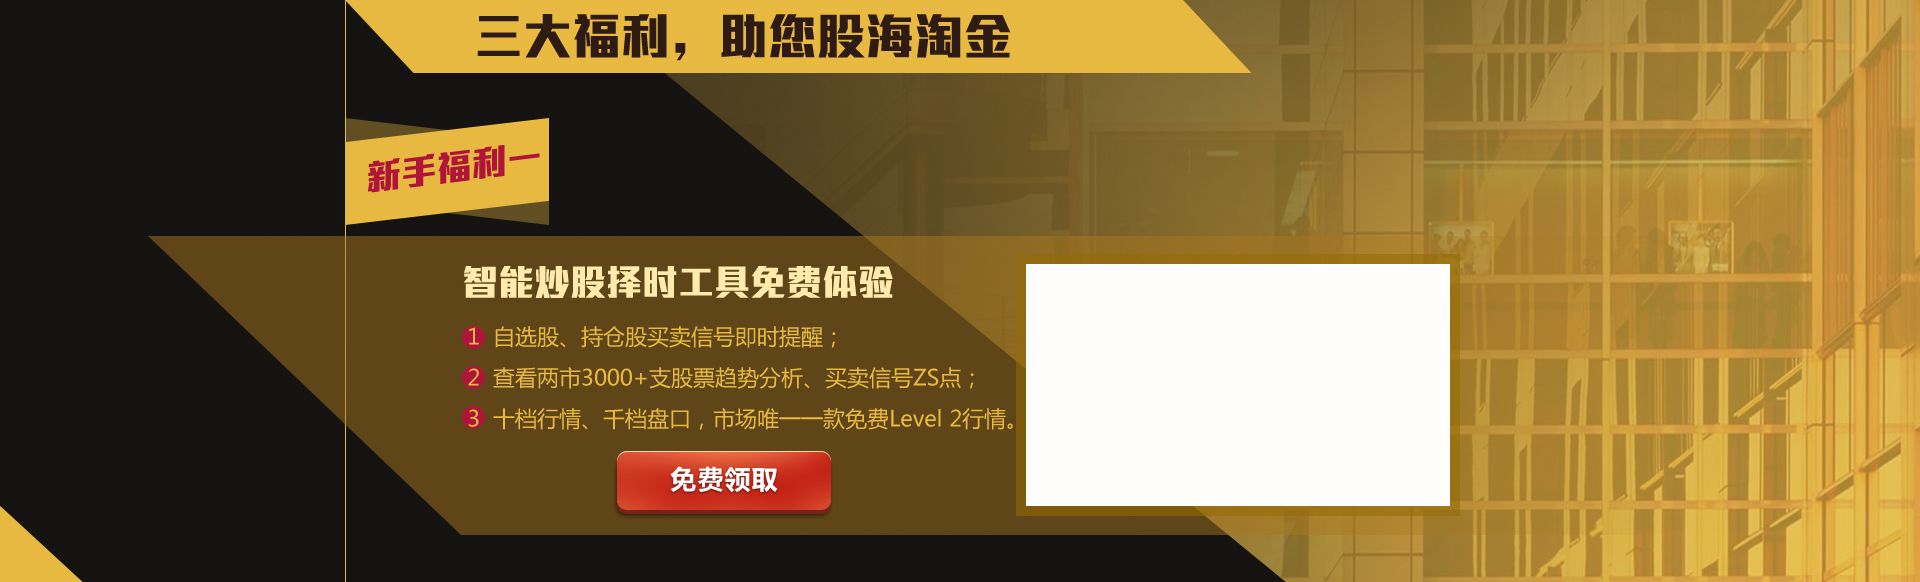 三大福利，助您股海淘金
新手福利一
智能炒股择时工具免费体验
1 自选股、持仓股买卖信号即时提醒；
2 查看两市3000+支股票趋势分析、买卖信号ZS点；
3 十档行情、千档盘口，市场唯一一款免费Level 2行情。
免费领取